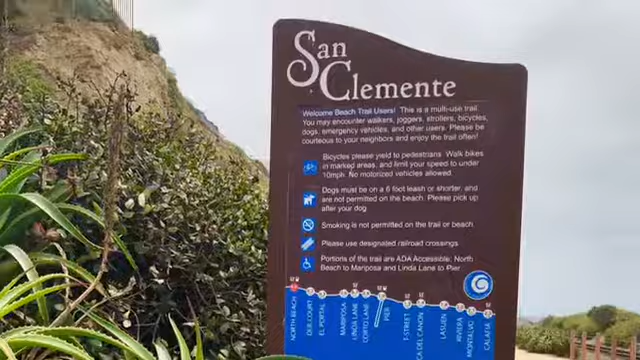 San
Clemente
Welcome Beach Trail Users! This is a multi-use trail.
You may encounter walkers, joggers, strollers, bicycles,
dogs, emergency vehicles, and other users. Please be
courteous to your neighbors and enjoy the trail often!
Bicycles please yield to pedestrians. Walk bikes
in marked areas, and limit your speed to under
10mph. No motorized vehicles allowed.
Dogs must be on a 6 foot leash or shorter, and
are not permitted on the beach. Please pick up
after your dog
Smoking is not permitted on the trail or beach
Please use designated railroad crossings
Portions of the trail are ADA Accessible: North
Beach to Mariposa and Linda Lane to Pier
NORTH BEACH
DIJE COURT
EL PORTAL
MARIPOSA
LINDA LANE
CORTO LANE
PIER
T-STREET
CA DEL CANON
LAUSEN
RIVIERA
MONTALVO
CALAFIA